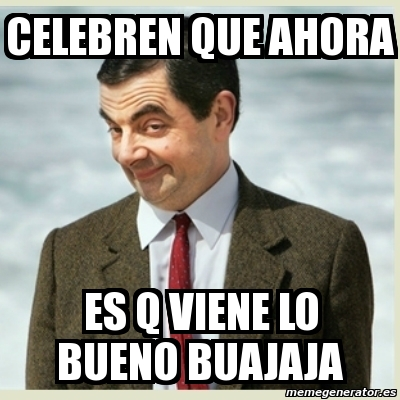 CELEBREN QUE AHORA
ES Q VIENE LO
BUENO BUAJAJA
memegenerator.es